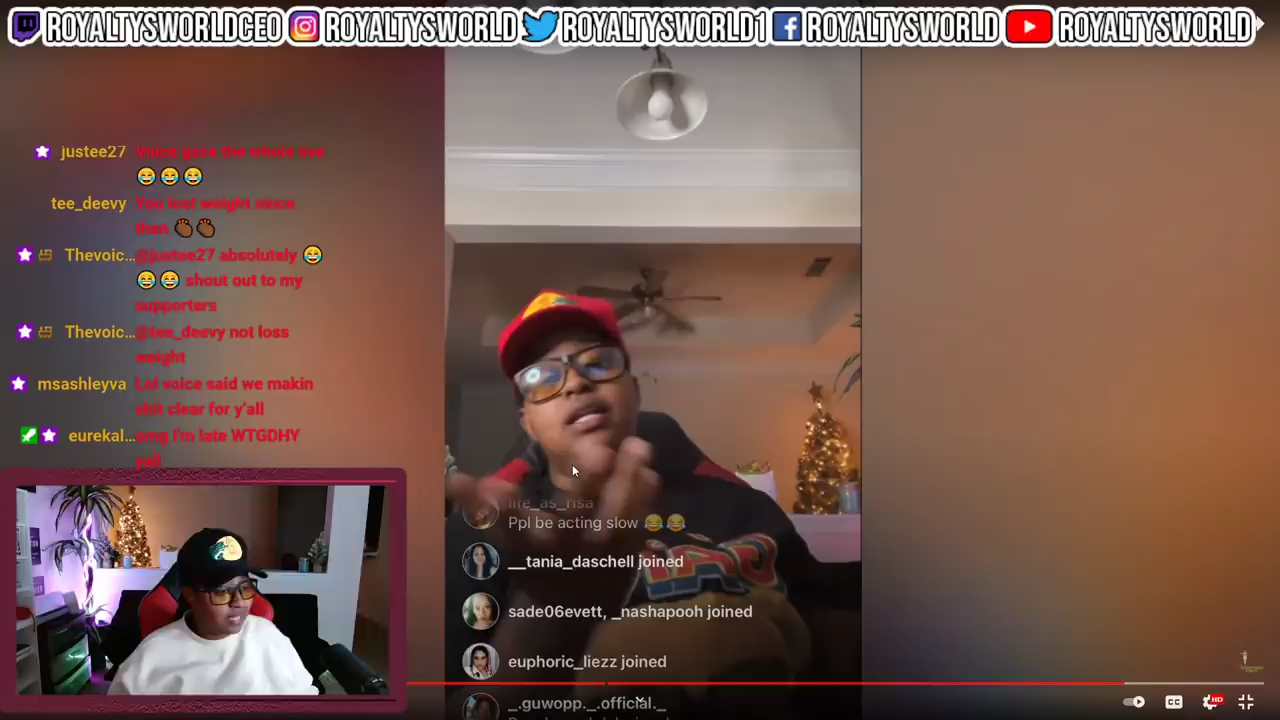 ROYALTYSWORLDCEO ROYALTYSWORLD ROYALTYSWORLD1 ROYALTYSWORLD ROYALTYSWORLD
justee27 Voice gave the whole live
😂 😂 😂
tee_deevy You lost weight since
then
Thevoic... @justee27 absolutely 😂
😂 😂 shout out to my
supporters
Thevoic... @tee_deevy not loss
weight
msashleyva Lol voice said we makin
shit clear for y'all
eurekal... omg I'm late WTGDHY
yall
life_as_risa
Ppl be acting slow 😂😂
__tania_daschell joined
sade06evett, _nashapooh joined
euphoric_liezz joined
_.guwopp._.official._
CC HD